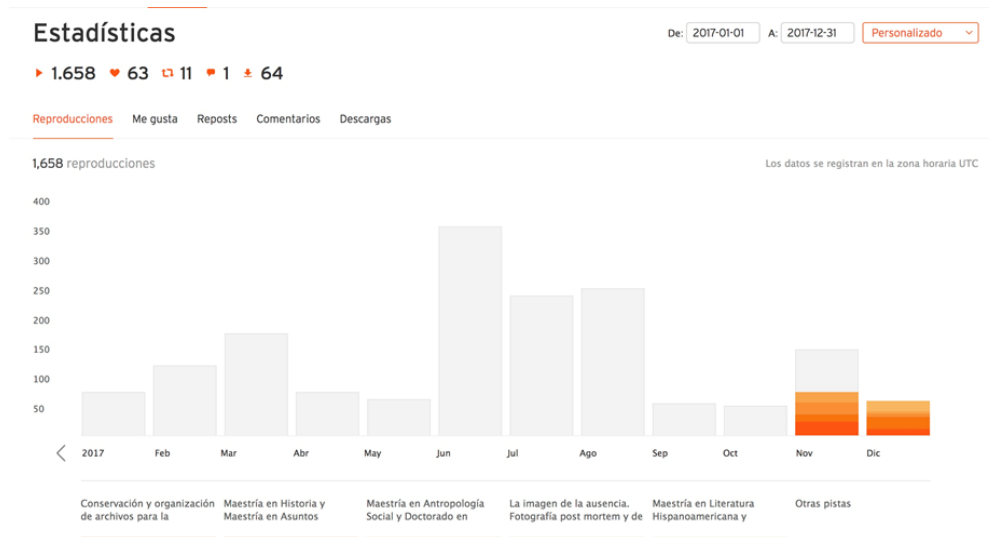 Estadísticas
De: 2017-01-01 A: 2017-12-31 Personalizado
1.658 63 11 1 64
Reproducciones Me gusta Reposts Comentarios Descargas
1,658 reproducciones Los datos se registran en la zona horaria UTC
400
350
300
250
200
150
100
50
2017 Feb Mar Abr May Jun Jul Ago Sep Oct Nov Dic
Conservación y organización Maestría en Historia y Maestría en Antropología La imagen de la ausencia. Maestría en Literatura Otras pistas
de archivos para la Maestría en Asuntos Social y Doctorado en Fotografía post mortem y de Hispanoamericana y